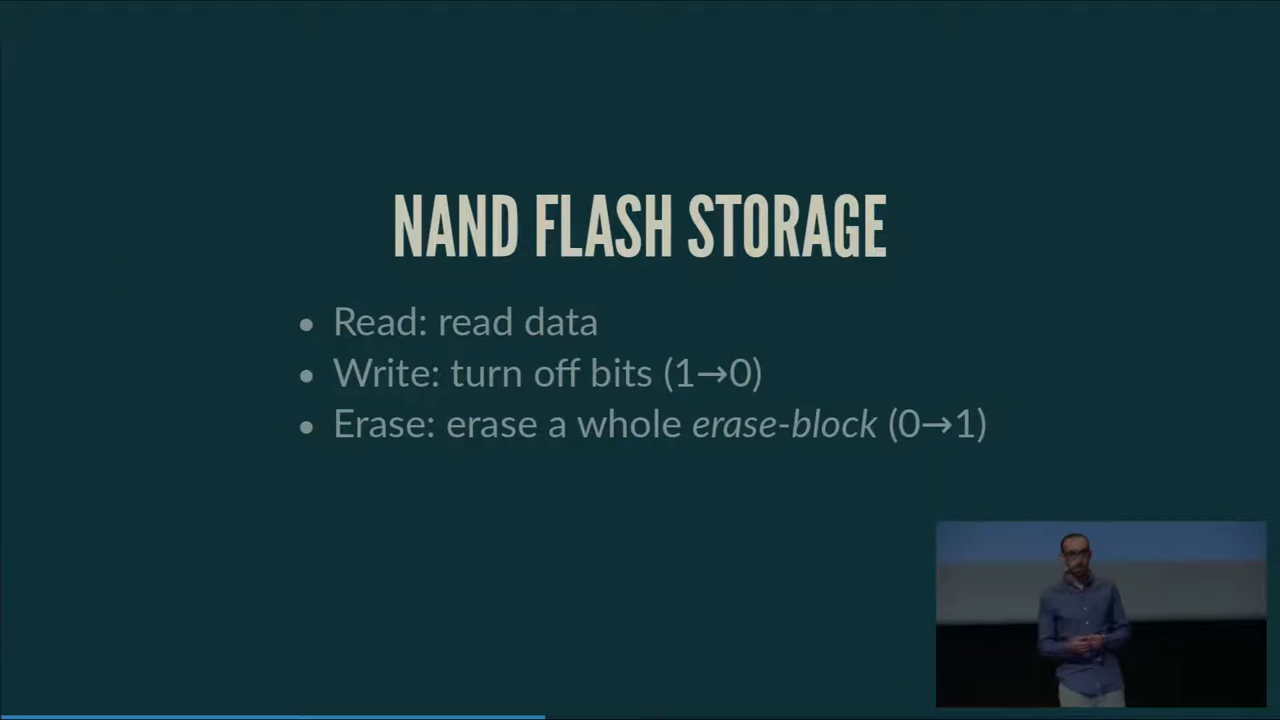 NAND FLASH STORAGE
• Read: read data
• Write: turn off bits (1→0)
• Erase: erase a whole erase-block (0→1)